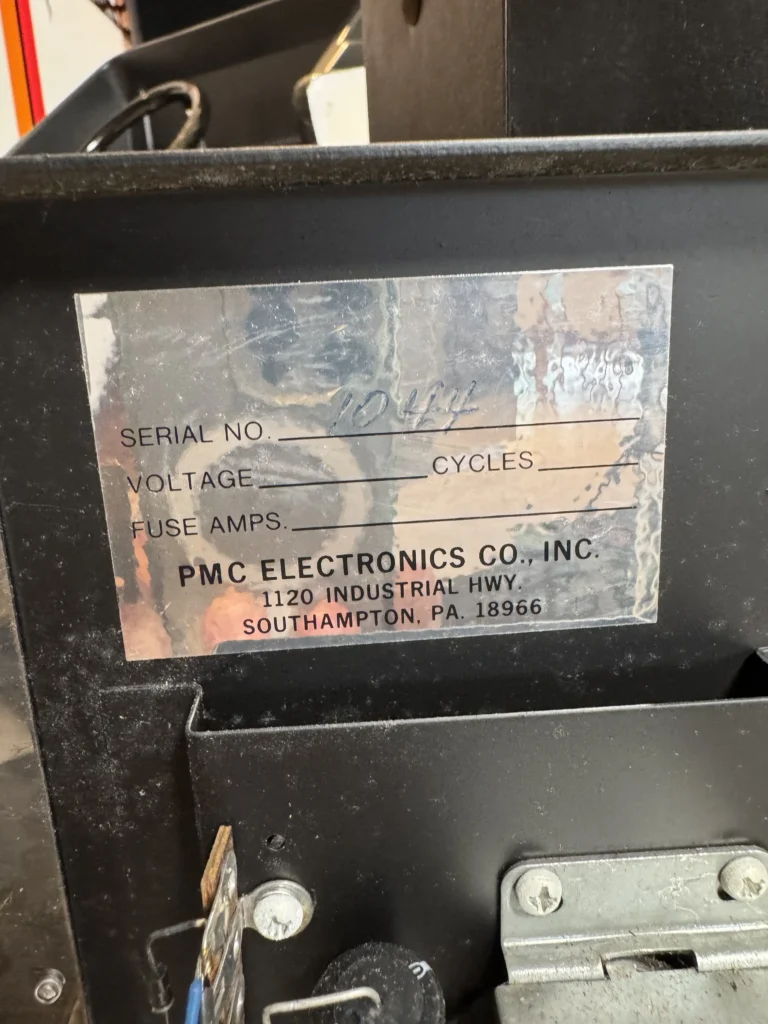 SERIAL NO. 1044
VOLTAGE CYCLES
FUSE AMPS.
PMC ELECTRONICS CO., INC.
1120 INDUSTRIAL HWY.
SOUTHAMPTON, PA. 18966